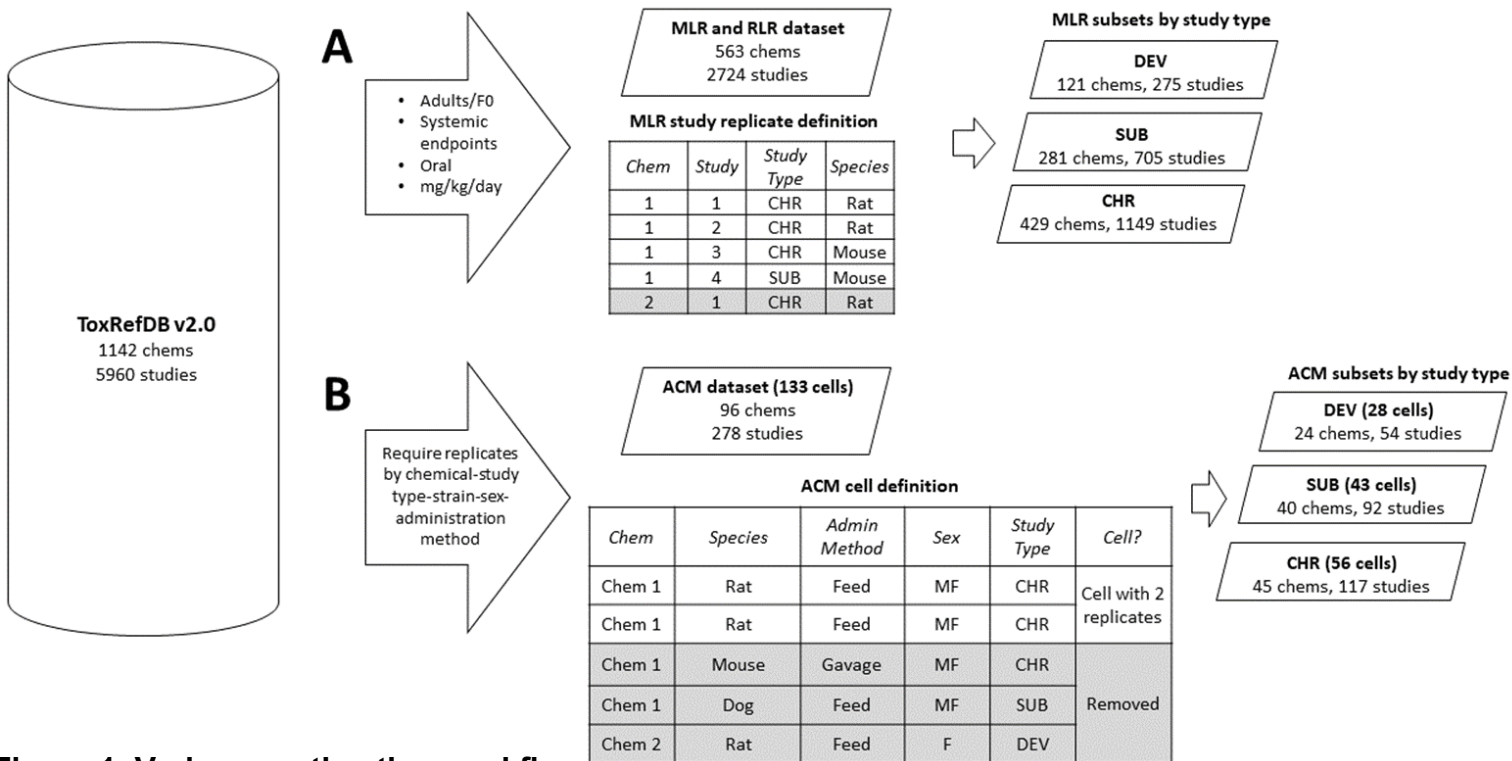 ToxRefDB v2.0
1142 chems
5960 studies
A
• Adults/F0
• Systemic
endpoints
• Oral
• mg/kg/day
MLR and RLR dataset
563 chems
2724 studies
MLR study replicate definition
Chem Study Study Type Species
1 1 CHR Rat
1 2 CHR Rat
1 3 CHR Mouse
1 4 SUB Mouse
2 1 CHR Rat
MLR subsets by study type
DEV
121 chems, 275 studies
SUB
281 chems, 705 studies
CHR
429 chems, 1149 studies
B
Require replicates
by chemical-study
type-strain-sex-
administration
method
ACM dataset (133 cells)
96 chems
278 studies
ACM cell definition
Chem Species Admin Method Sex Study Type Cell?
Chem 1 Rat Feed MF CHR Cell with 2
Chem 1 Rat Feed MF CHR replicates
Chem 1 Mouse Gavage MF CHR
Chem 1 Dog Feed MF SUB Removed
Chem 2 Rat Feed F DEV
ACM subsets by study type
DEV (28 cells)
24 chems, 54 studies
SUB (43 cells)
40 chems, 92 studies
CHR (56 cells)
45 chems, 117 studies